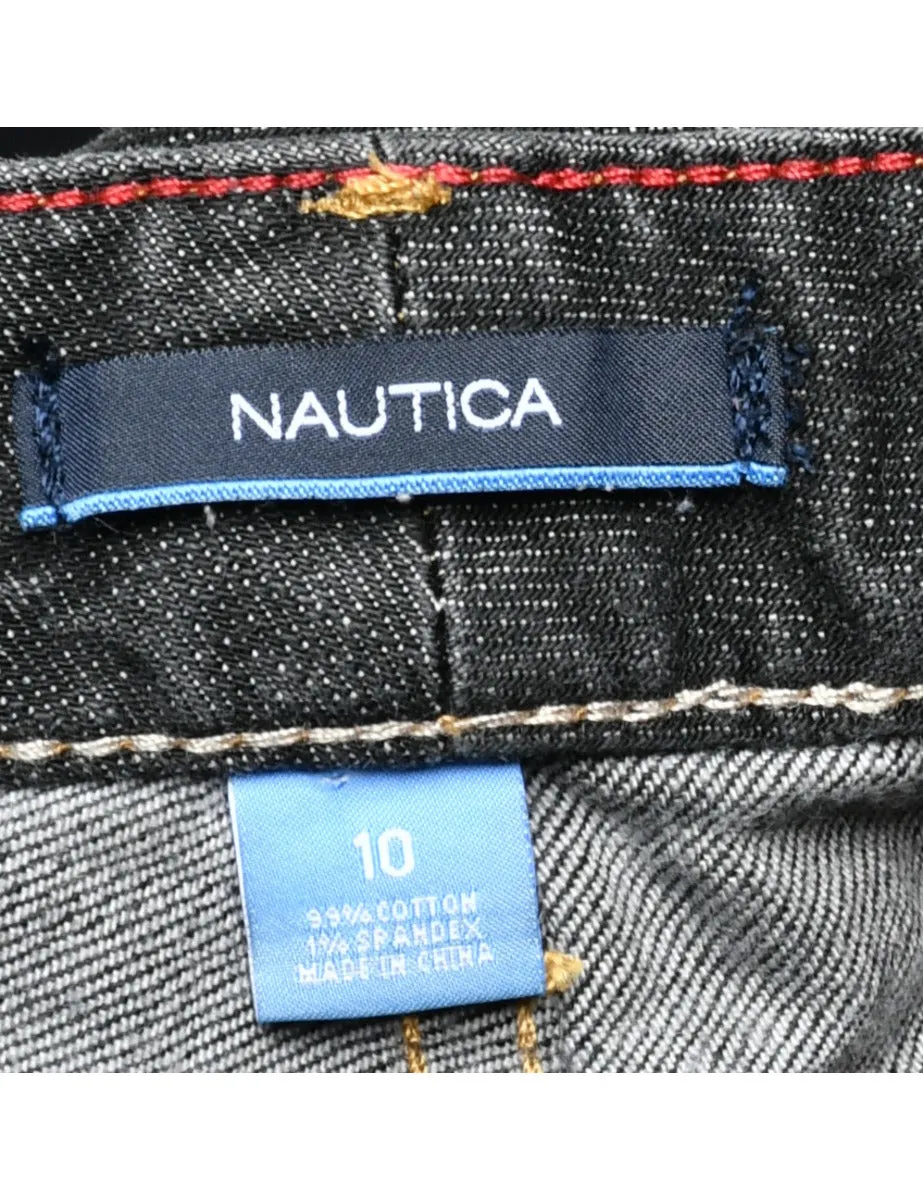 NAUTICA
10
99% COTTON
1% SPANDEX
MADE IN CHINA